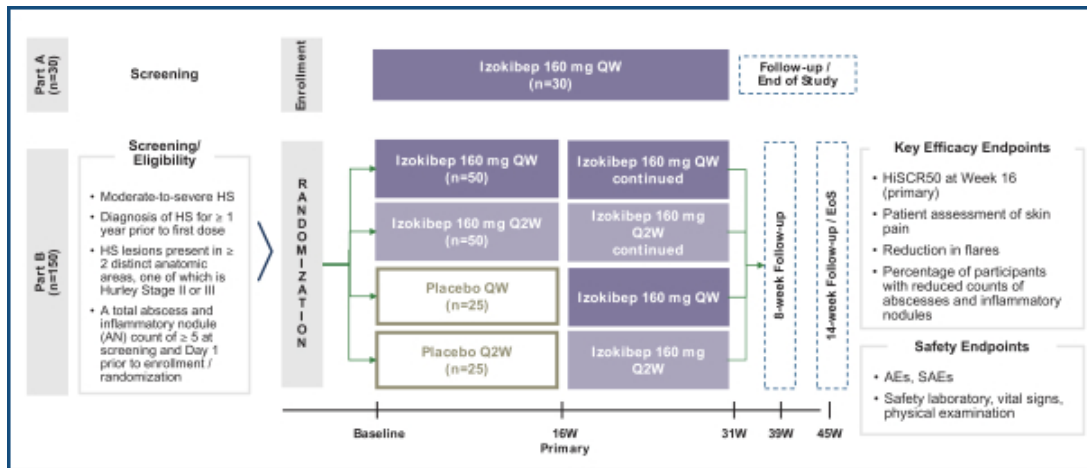 Part A
(n=30)
Screening
Enrollment
Izokibep 160 mg QW
(n=30)
Follow-up /
End of Study
Part B
(n=150)
Screening/
Eligibility
• Moderate-to-severe HS
• Diagnosis of HS for ≥ 1
year prior to first dose
• HS lesions present in ≥
2 distinct anatomic
areas, one of which is
Hurley Stage II or III
• A total abscess and
inflammatory nodule
(AN) count of ≥ 5 at
screening and Day 1
prior to enrollment /
randomization
RANDOMIZATION
Izokibep 160 mg QW
(n=50)
Izokibep 160 mg QW
continued
Izokibep 160 mg Q2W
(n=50)
Izokibep 160 mg
Q2W
continued
Placebo QW
(n=25)
Izokibep 160 mg QW
Placebo Q2W
(n=25)
Izokibep 160 mg
Q2W
8-week Follow-up
14-week Follow-up / EoS
Key Efficacy Endpoints
• HiSCR50 at Week 16
(primary)
• Patient assessment of skin
pain
• Reduction in flares
• Percentage of participants
with reduced counts of
abscesses and inflammatory
nodules
Safety Endpoints
• AEs, SAEs
• Safety laboratory, vital signs,
physical examination
Baseline
16W
Primary
31W
39W
45W